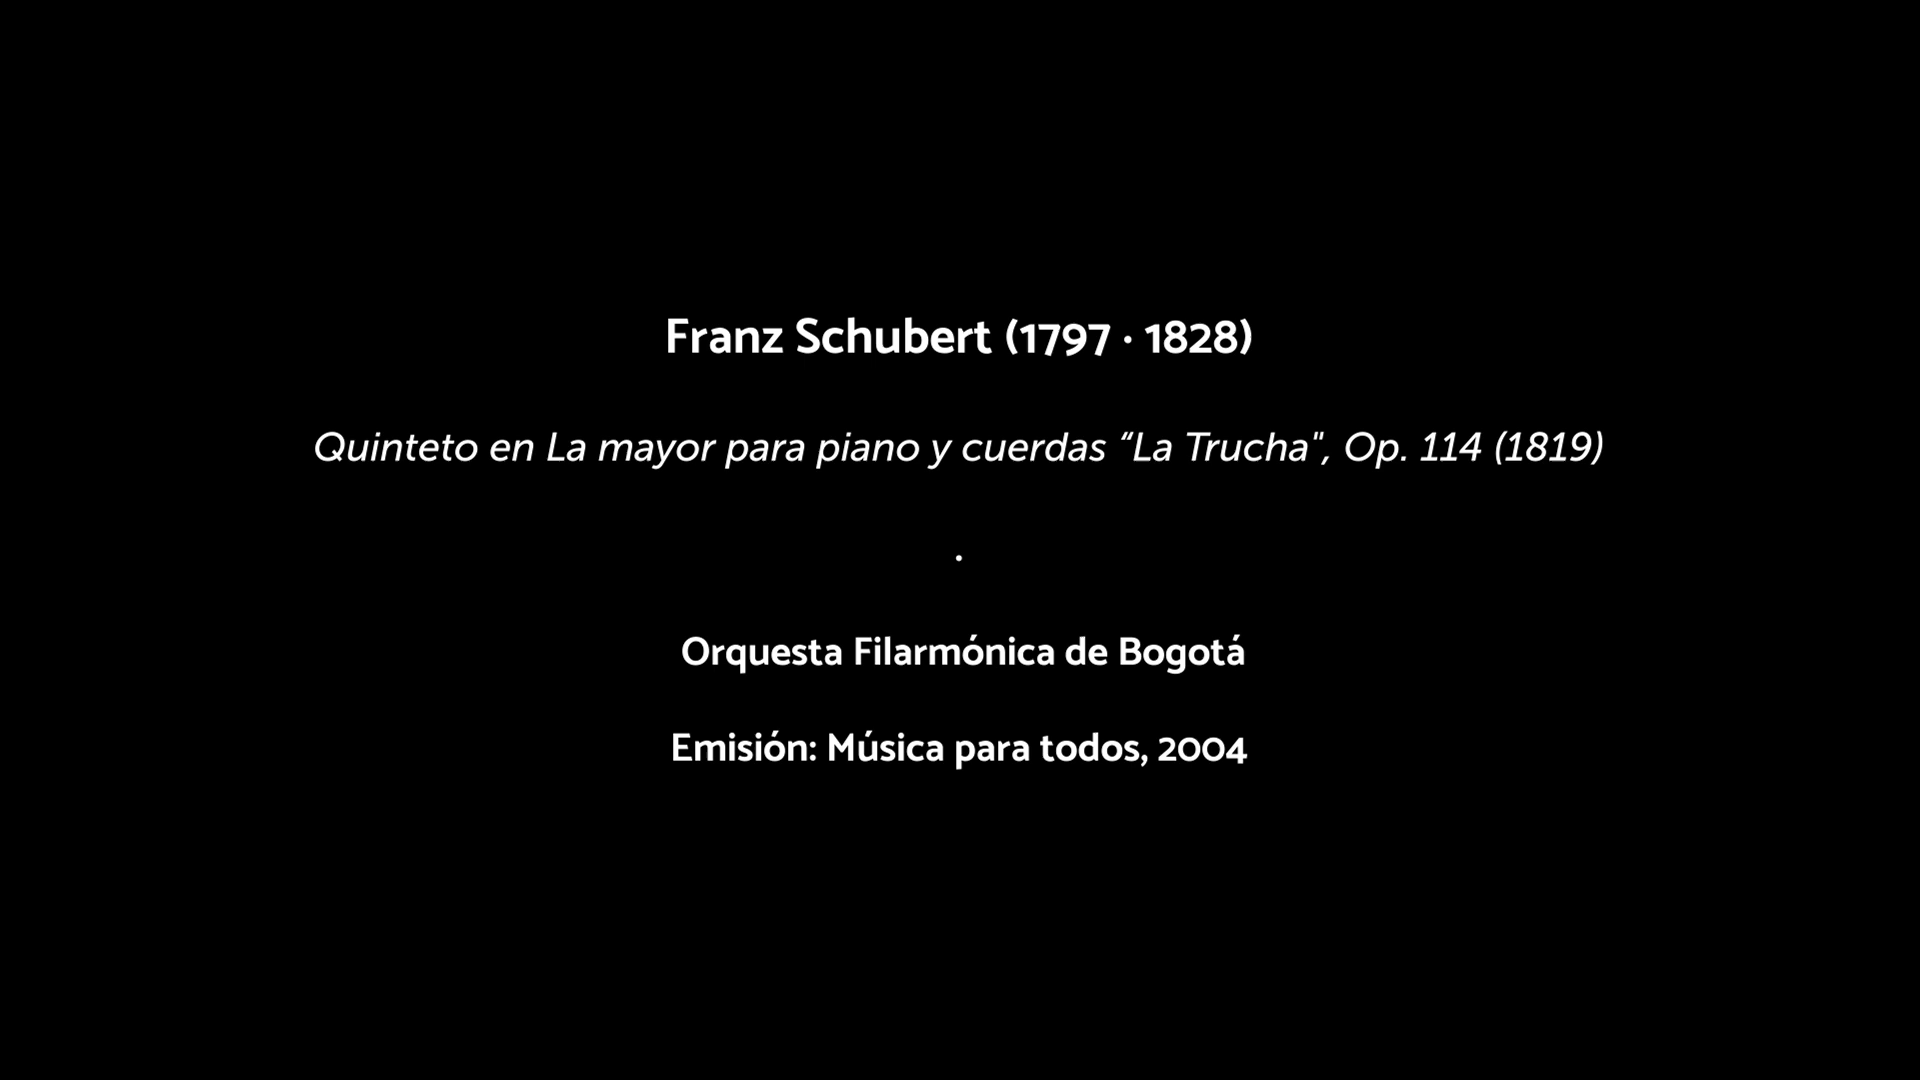 Franz Schubert (1797 · 1828)
Quinteto en La mayor para piano y cuerdas “La Trucha", Op. 114 (1819)
.
Orquesta Filarmónica de Bogotá
Emisión: Música para todos, 2004